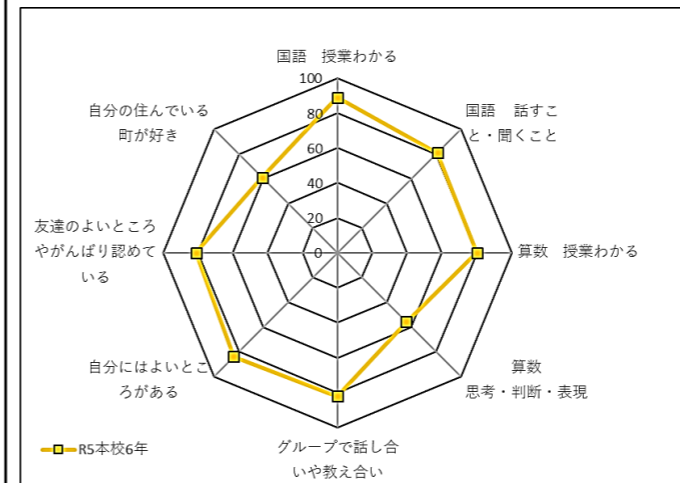 国語　授業わかる
100
80
60
40
20
0
国語　話すこ
と・聞くこと
算数　授業わかる
算数
思考・判断・表現
グループで話し合
いや教え合い
自分にはよいとこ
ろがある
友達のよいところ
やがんばり認めて
いる
自分の住んでいる
町が好き
R5本校6年